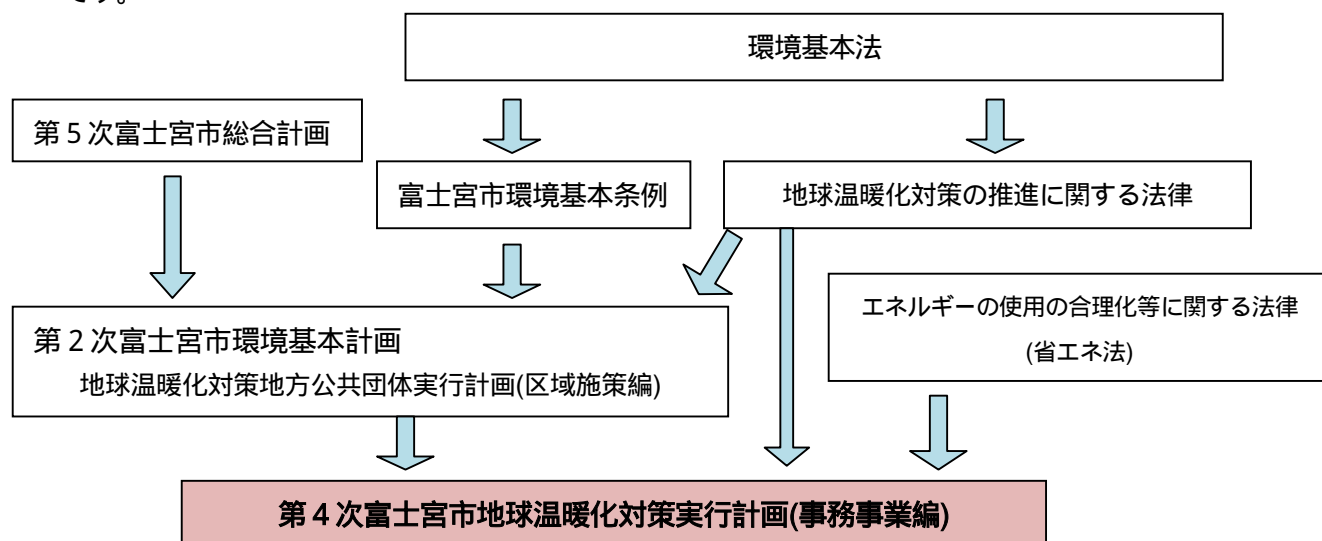 です。
環境基本法
第5次富士宮市総合計画
富士宮市環境基本条例
地球温暖化対策の推進に関する法律
エネルギーの使用の合理化等に関する法律
(省エネ法)
第2次富士宮市環境基本計画
地球温暖化対策地方公共団体実行計画(区域施策編)
第4次富士宮市地球温暖化対策実行計画(事務事業編)